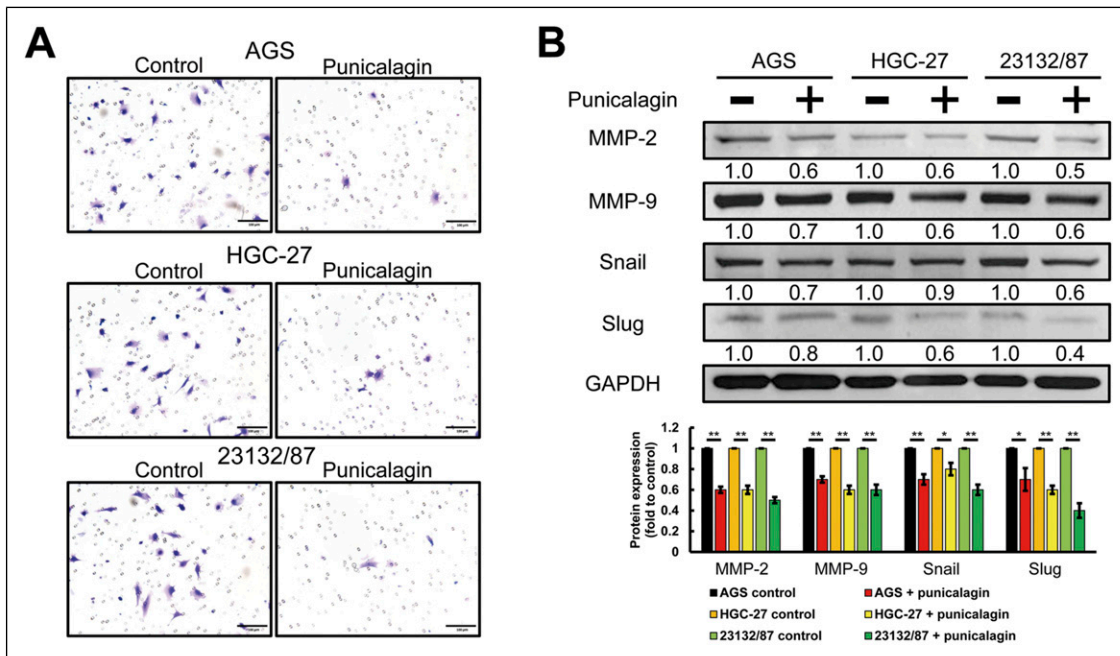 A
AGS
Control Punicalagin
HGC-27
Control Punicalagin
23132/87
Control Punicalagin
B
AGS HGC-27 23132/87
Punicalagin − + − + − +
MMP-2
1.0 0.6 1.0 0.6 1.0 0.5
MMP-9
1.0 0.7 1.0 0.6 1.0 0.6
Snail
1.0 0.7 1.0 0.9 1.0 0.6
Slug
1.0 0.8 1.0 0.6 1.0 0.4
GAPDH
Protein expression
(fold to control)
1.2
1
0.8
0.6
0.4
0.2
0
** ** ** ** ** ** ** * ** * ** **
MMP-2 MMP-9 Snail Slug
AGS control AGS + punicalagin
HGC-27 control HGC-27 + punicalagin
23132/87 control 23132/87 + punicalagin